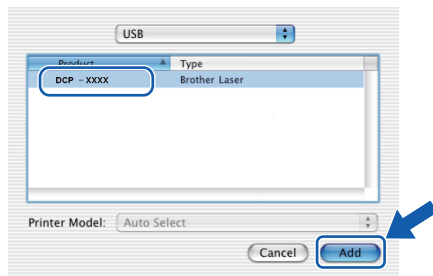 USB
Product Type
DCP - XXXX Brother Laser
Printer Model: Auto Select
Cancel Add